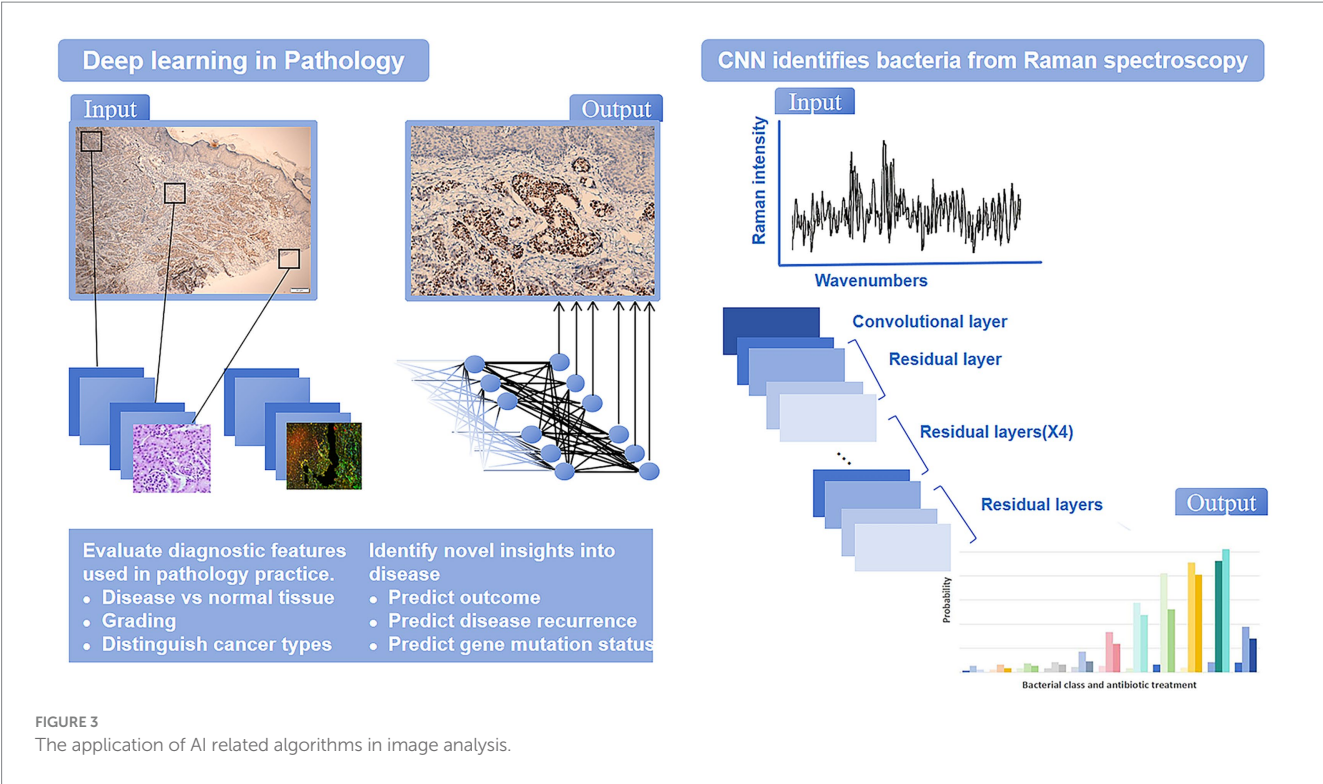 Deep learning in Pathology
Input
Output
Evaluate diagnostic features
used in pathology practice.
• Disease vs normal tissue
• Grading
• Distinguish cancer types
Identify novel insights into
disease
• Predict outcome
• Predict disease recurrence
• Predict gene mutation status
CNN identifies bacteria from Raman spectroscopy
Input
Raman intensity
Wavenumbers
Convolutional layer
Residual layer
Residual layers(X4)
Residual layers
Output
Probability
Bacterial class and antibiotic treatment
FIGURE 3
The application of AI related algorithms in image analysis.